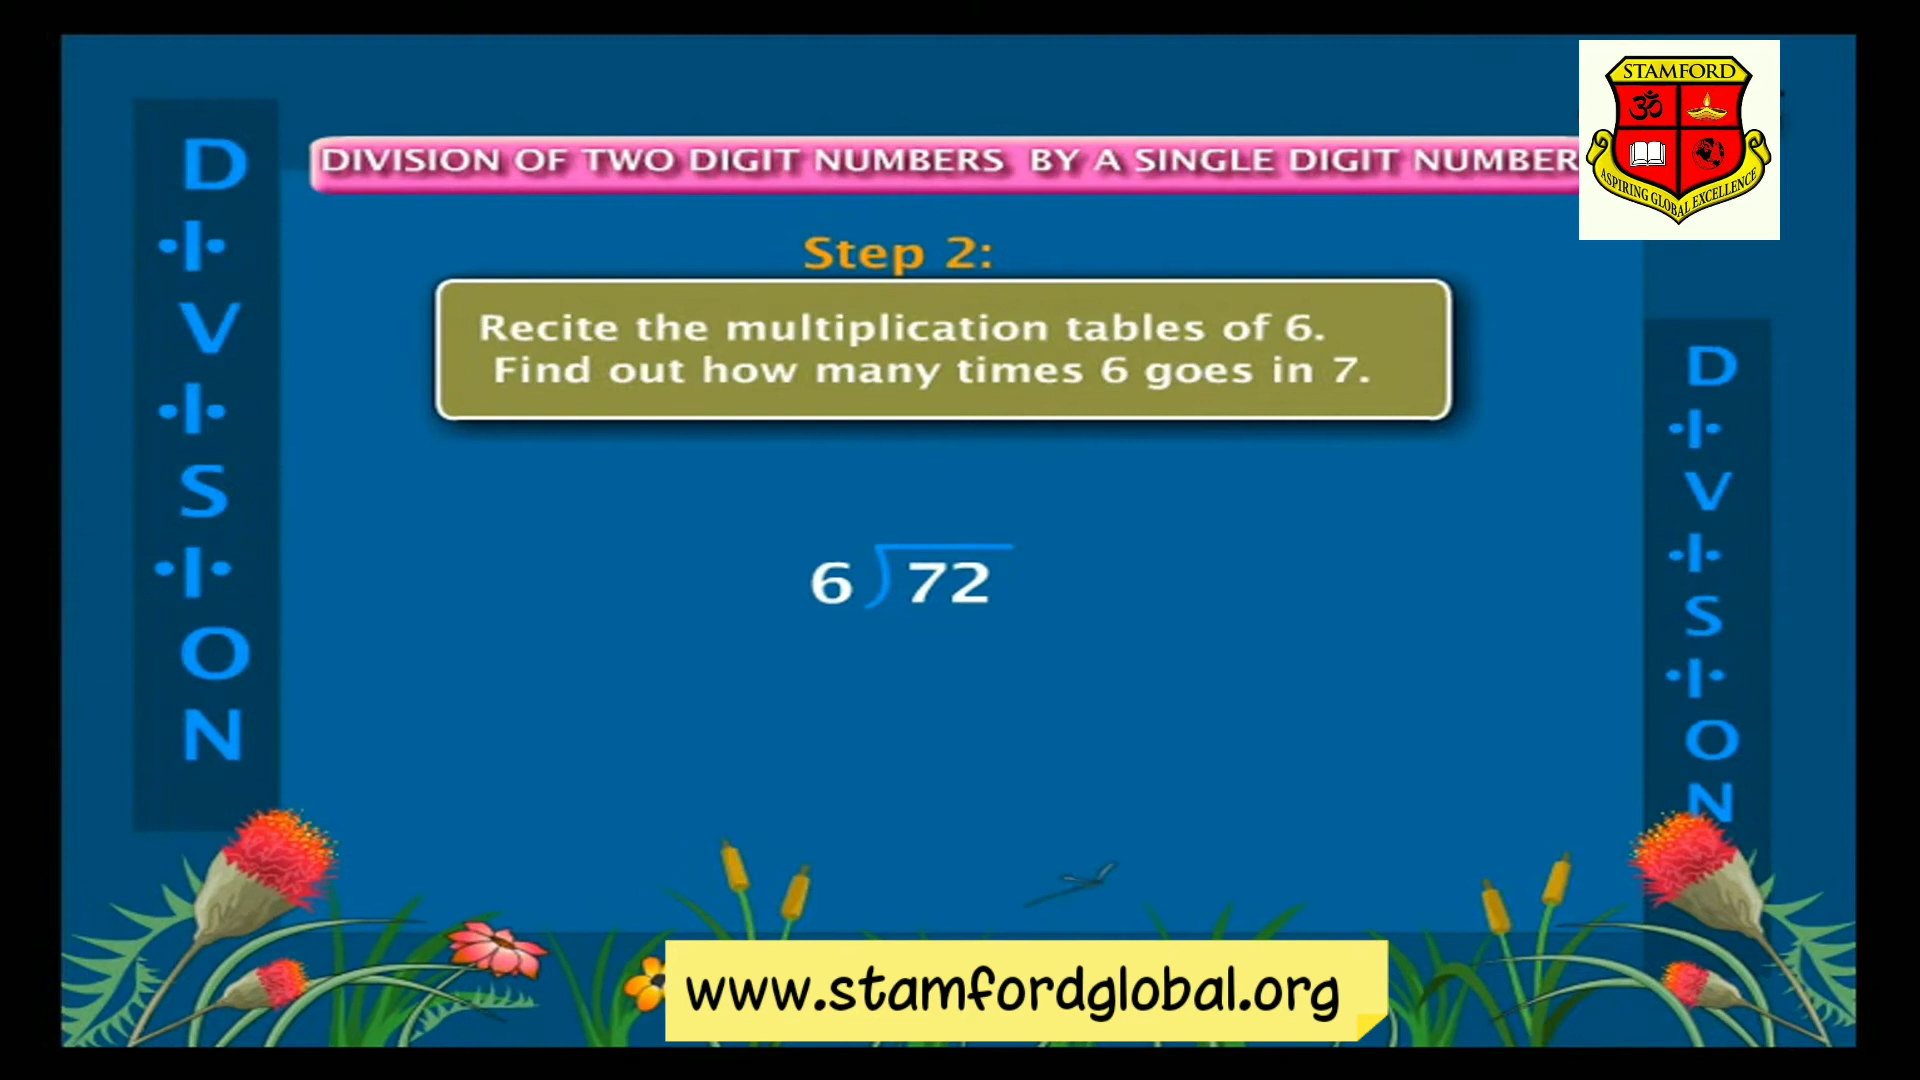 STAMFORD
ॐ
ASPIRING GLOBAL EXCELLENCE
DIVISION OF TWO DIGIT NUMBERS BY A SINGLE DIGIT NUMBER
Step 2:
Recite the multiplication tables of 6.
Find out how many times 6 goes in 7.
6 72
D
I
V
I
S
I
O
N
D
I
V
I
S
I
O
N
www.stamfordglobal.org